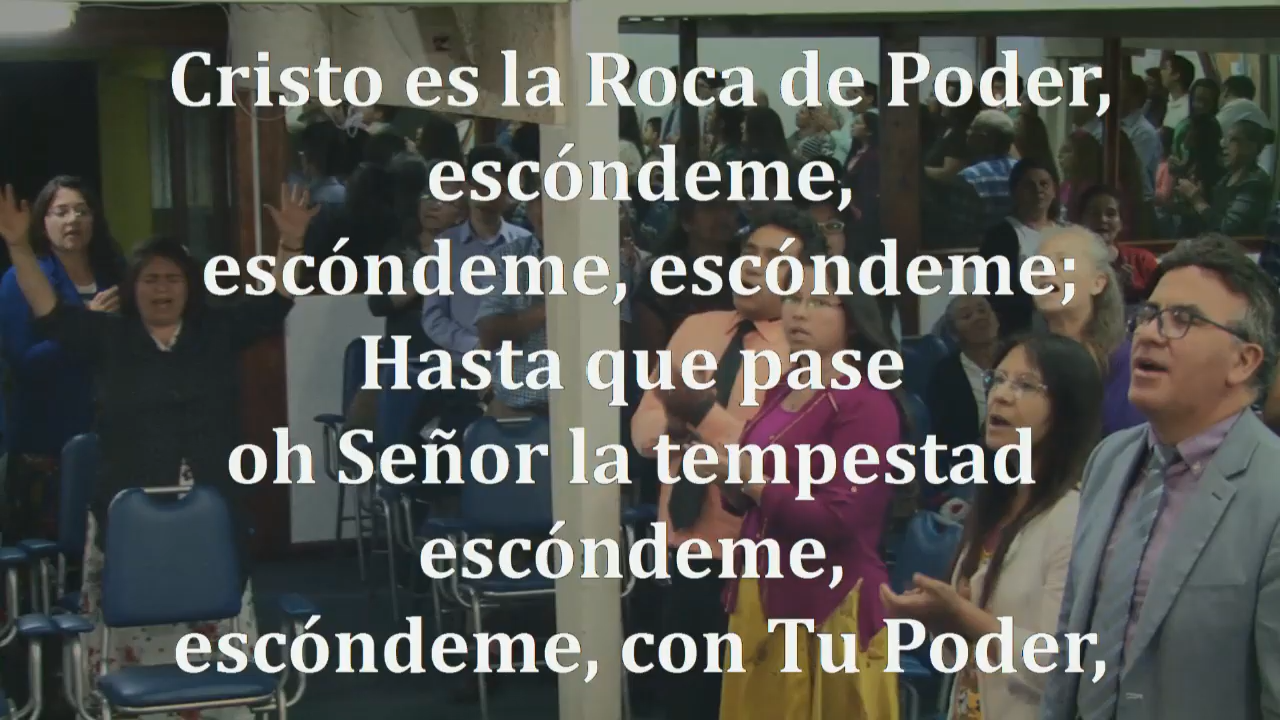 Cristo es la Roca de Poder,
escóndeme,
escóndeme, escóndeme;
Hasta que pase
oh Señor la tempestad
escóndeme,
escóndeme, con Tu Poder,